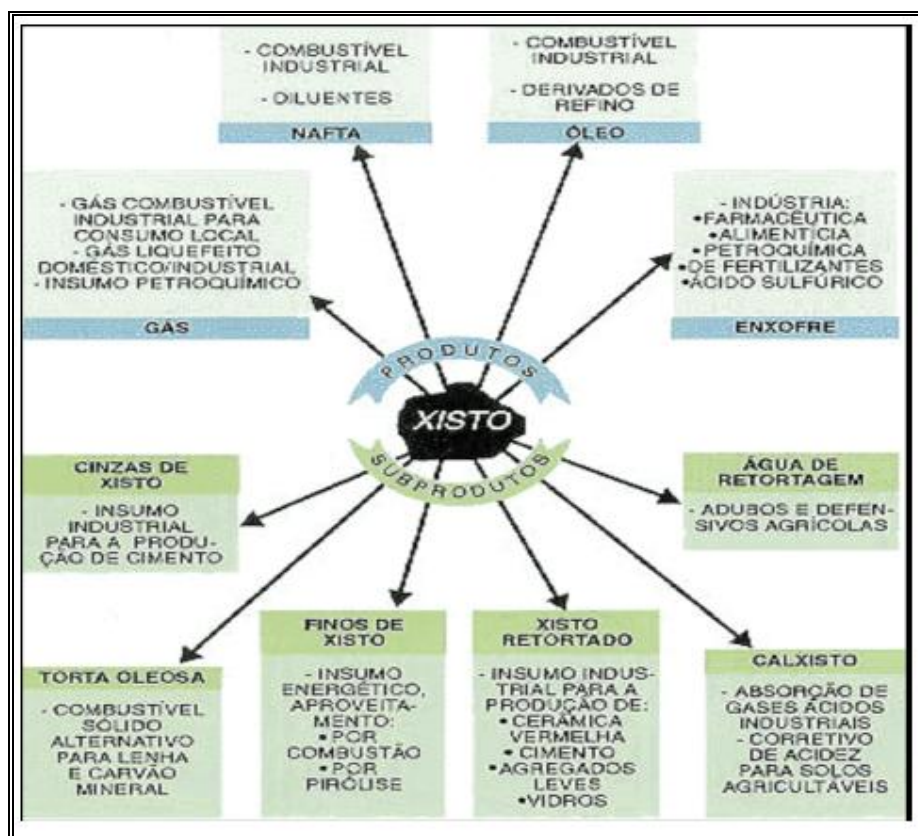 - COMBUSTÍVEL
INDUSTRIAL
- DILUENTES
NAFTA
- COMBUSTÍVEL
INDUSTRIAL
- DERIVADOS DE
REFINO
ÓLEO
- GÁS COMBUSTÍVEL
INDUSTRIAL PARA
CONSUMO LOCAL
- GÁS LIQUEFEITO
DOMÉSTICO/INDUSTRIAL
- INSUMO PETROQUÍMICO
GÁS
- INDÚSTRIA:
•FARMACÊUTICA
•ALIMENTÍCIA
•PETROQUÍMICA
•DE FERTILIZANTES
•ÁCIDO SULFÚRICO
ENXOFRE
PRODUTOS
XISTO
SUBPRODUTOS
CINZAS DE
XISTO
- INSUMO
INDUSTRIAL
PARA A PRODU-
ÇÃO DE CIMENTO
ÁGUA DE
RETORTAGEM
- ADUBOS E DEFEN-
SIVOS AGRÍCOLAS
TORTA OLEOSA
- COMBUSTÍVEL
SÓLIDO
ALTERNATIVO
PARA LENHA
E CARVÃO
MINERAL
FINOS DE
XISTO
- INSUMO
ENERGÉTICO,
APROVEITA-
MENTO:
•POR
COMBUSTÃO
•POR
PIRÓLISE
XISTO
RETORTADO
- INSUMO INDUS-
TRIAL PARA A
PRODUÇÃO DE:
•CERÂMICA
VERMELHA
•CIMENTO
•AGREGADOS
LEVES
•VIDROS
CALXISTO
- ABSORÇÃO DE
GASES ÁCIDOS
INDUSTRIAIS
- CORRETIVO
DE ACIDEZ
PARA SOLOS
AGRICULTÁVEIS